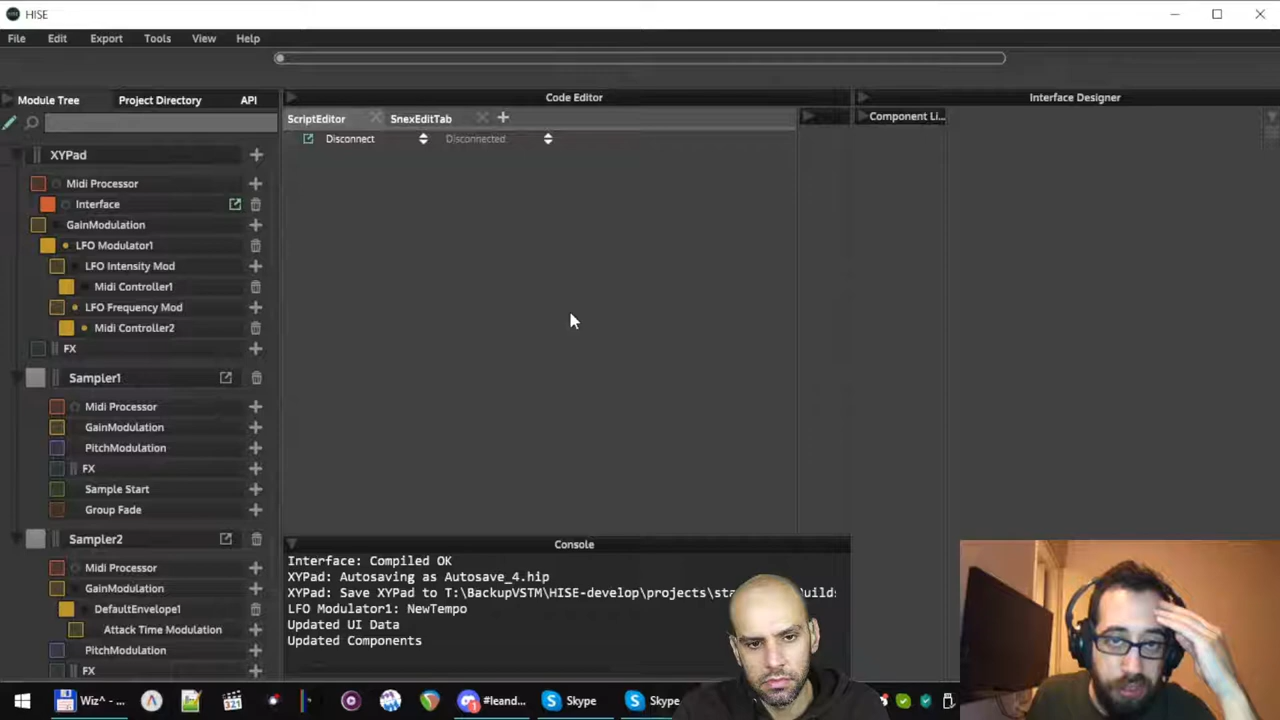 HISE
File Edit Export Tools View Help
Module Tree Project Directory API
Code Editor
Interface Designer
ScriptEditor SnexEditTab
Component Li...
Disconnect Disconnected
XYPad
Midi Processor
Interface
GainModulation
LFO Modulator1
LFO Intensity Mod
Midi Controller1
LFO Frequency Mod
Midi Controller2
FX
Sampler1
Midi Processor
GainModulation
PitchModulation
FX
Sample Start
Group Fade
Sampler2
Midi Processor
GainModulation
DefaultEnvelope1
Attack Time Modulation
PitchModulation
FX
Console
Interface: Compiled OK
XYPad: Autosaving as Autosave_4.hip
XYPad: Save XYPad to T:\BackupVSTM\HISE-develop\projects\sta
LFO Modulator1: NewTempo
Updated UI Data
Updated Components
Wiz^ - ... #leand... Skype Skype